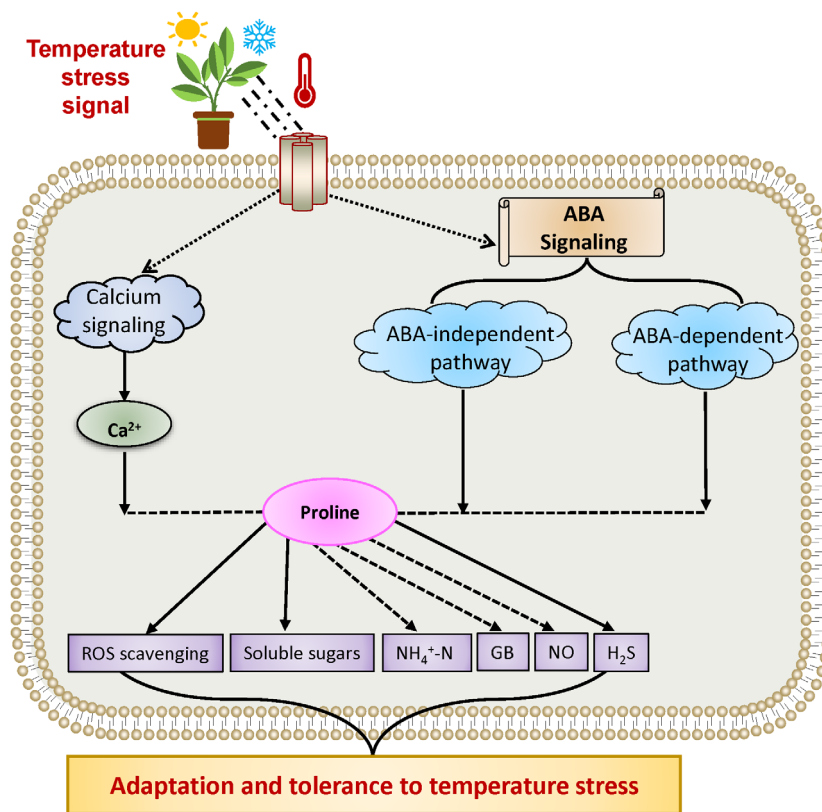 Temperature
stress
signal
ABA
Signaling
Calcium
signaling
ABA-independent
pathway
ABA-dependent
pathway
Ca²⁺
Proline
ROS scavenging
Soluble sugars
NH₄⁺-N
GB
NO
H₂S
Adaptation and tolerance to temperature stress